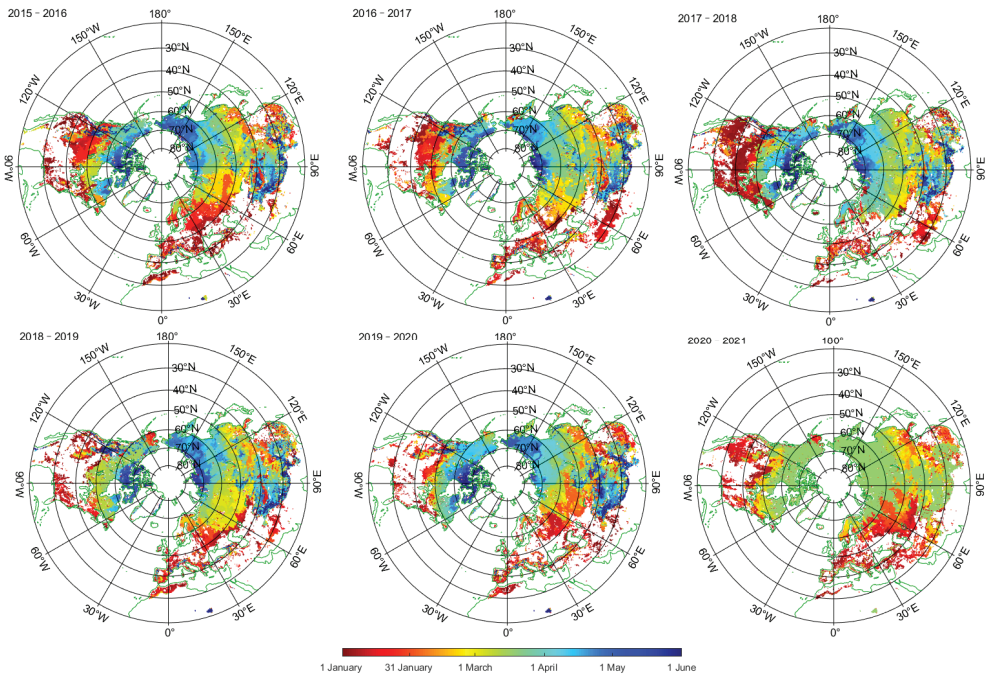 2015 – 2016
180°
150°W
150°E
30°N
40°N
120°W
120°E
50°N
60°N
70°N
80°N
90°W
90°E
60°W
60°E
30°W
30°E
0°
2016 – 2017
180°
150°W
150°E
30°N
40°N
120°W
120°E
50°N
60°N
70°N
80°N
90°W
90°E
60°W
60°E
30°W
30°E
0°
2017 – 2018
180°
150°W
150°E
30°N
40°N
120°W
120°E
50°N
60°N
70°N
80°N
90°W
90°E
60°W
60°E
30°W
30°E
0°
2018 – 2019
180°
150°W
150°E
30°N
40°N
120°W
120°E
50°N
60°N
70°N
80°N
90°W
90°E
60°W
60°E
30°W
30°E
0°
2019 – 2020
180°
150°W
150°E
30°N
40°N
120°W
120°E
50°N
60°N
70°N
80°N
90°W
90°E
60°W
60°E
30°W
30°E
0°
2020 2021
100°
150°W
150°E
30°N
40°N
120°W
120°E
50°N
60°N
70°N
80°N
90°W
90°E
60°W
60°E
30°W
30°E
0°
1 January 31 January 1 March 1 April 1 May 1 June